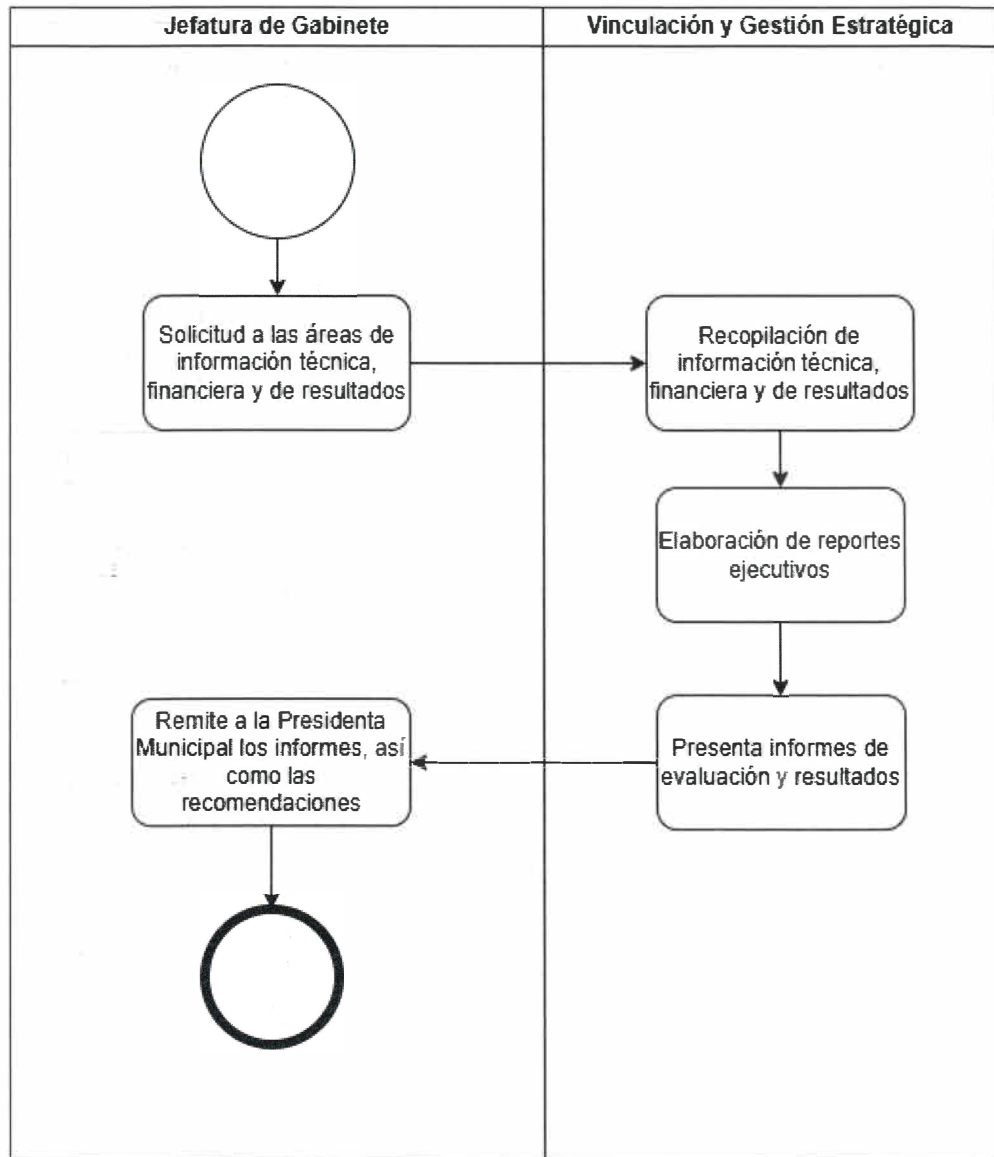 Jefatura de Gabinete
Vinculación y Gestión Estratégica
Solicitud a las áreas de
información técnica,
financiera y de resultados
Recopilación de
información técnica,
financiera y de resultados
Elaboración de reportes
ejecutivos
Presenta informes de
evaluación y resultados
Remite a la Presidenta
Municipal los informes, así
como las
recomendaciones